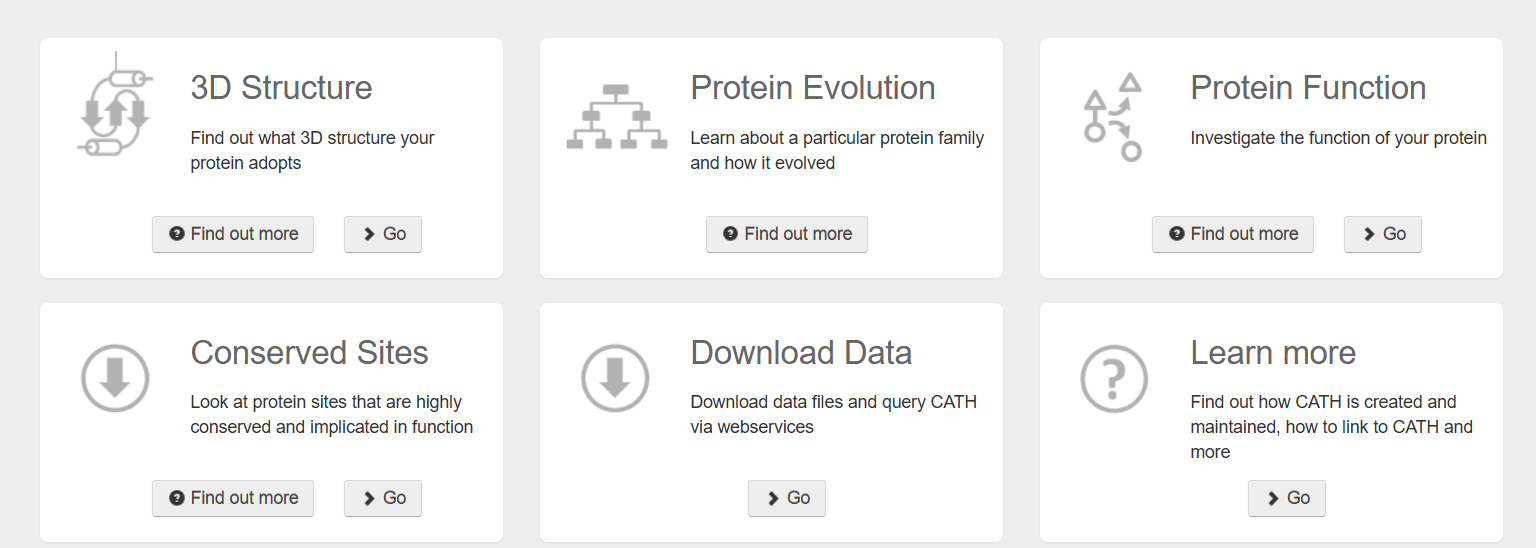 3D Structure
Find out what 3D structure your
protein adopts
Find out more
Go
Protein Evolution
Learn about a particular protein family
and how it evolved
Find out more
Protein Function
Investigate the function of your protein
Find out more
Go
Conserved Sites
Look at protein sites that are highly
conserved and implicated in function
Find out more
Go
Download Data
Download data files and query CATH
via webservices
Go
Learn more
Find out how CATH is created and
maintained, how to link to CATH and
more
Go